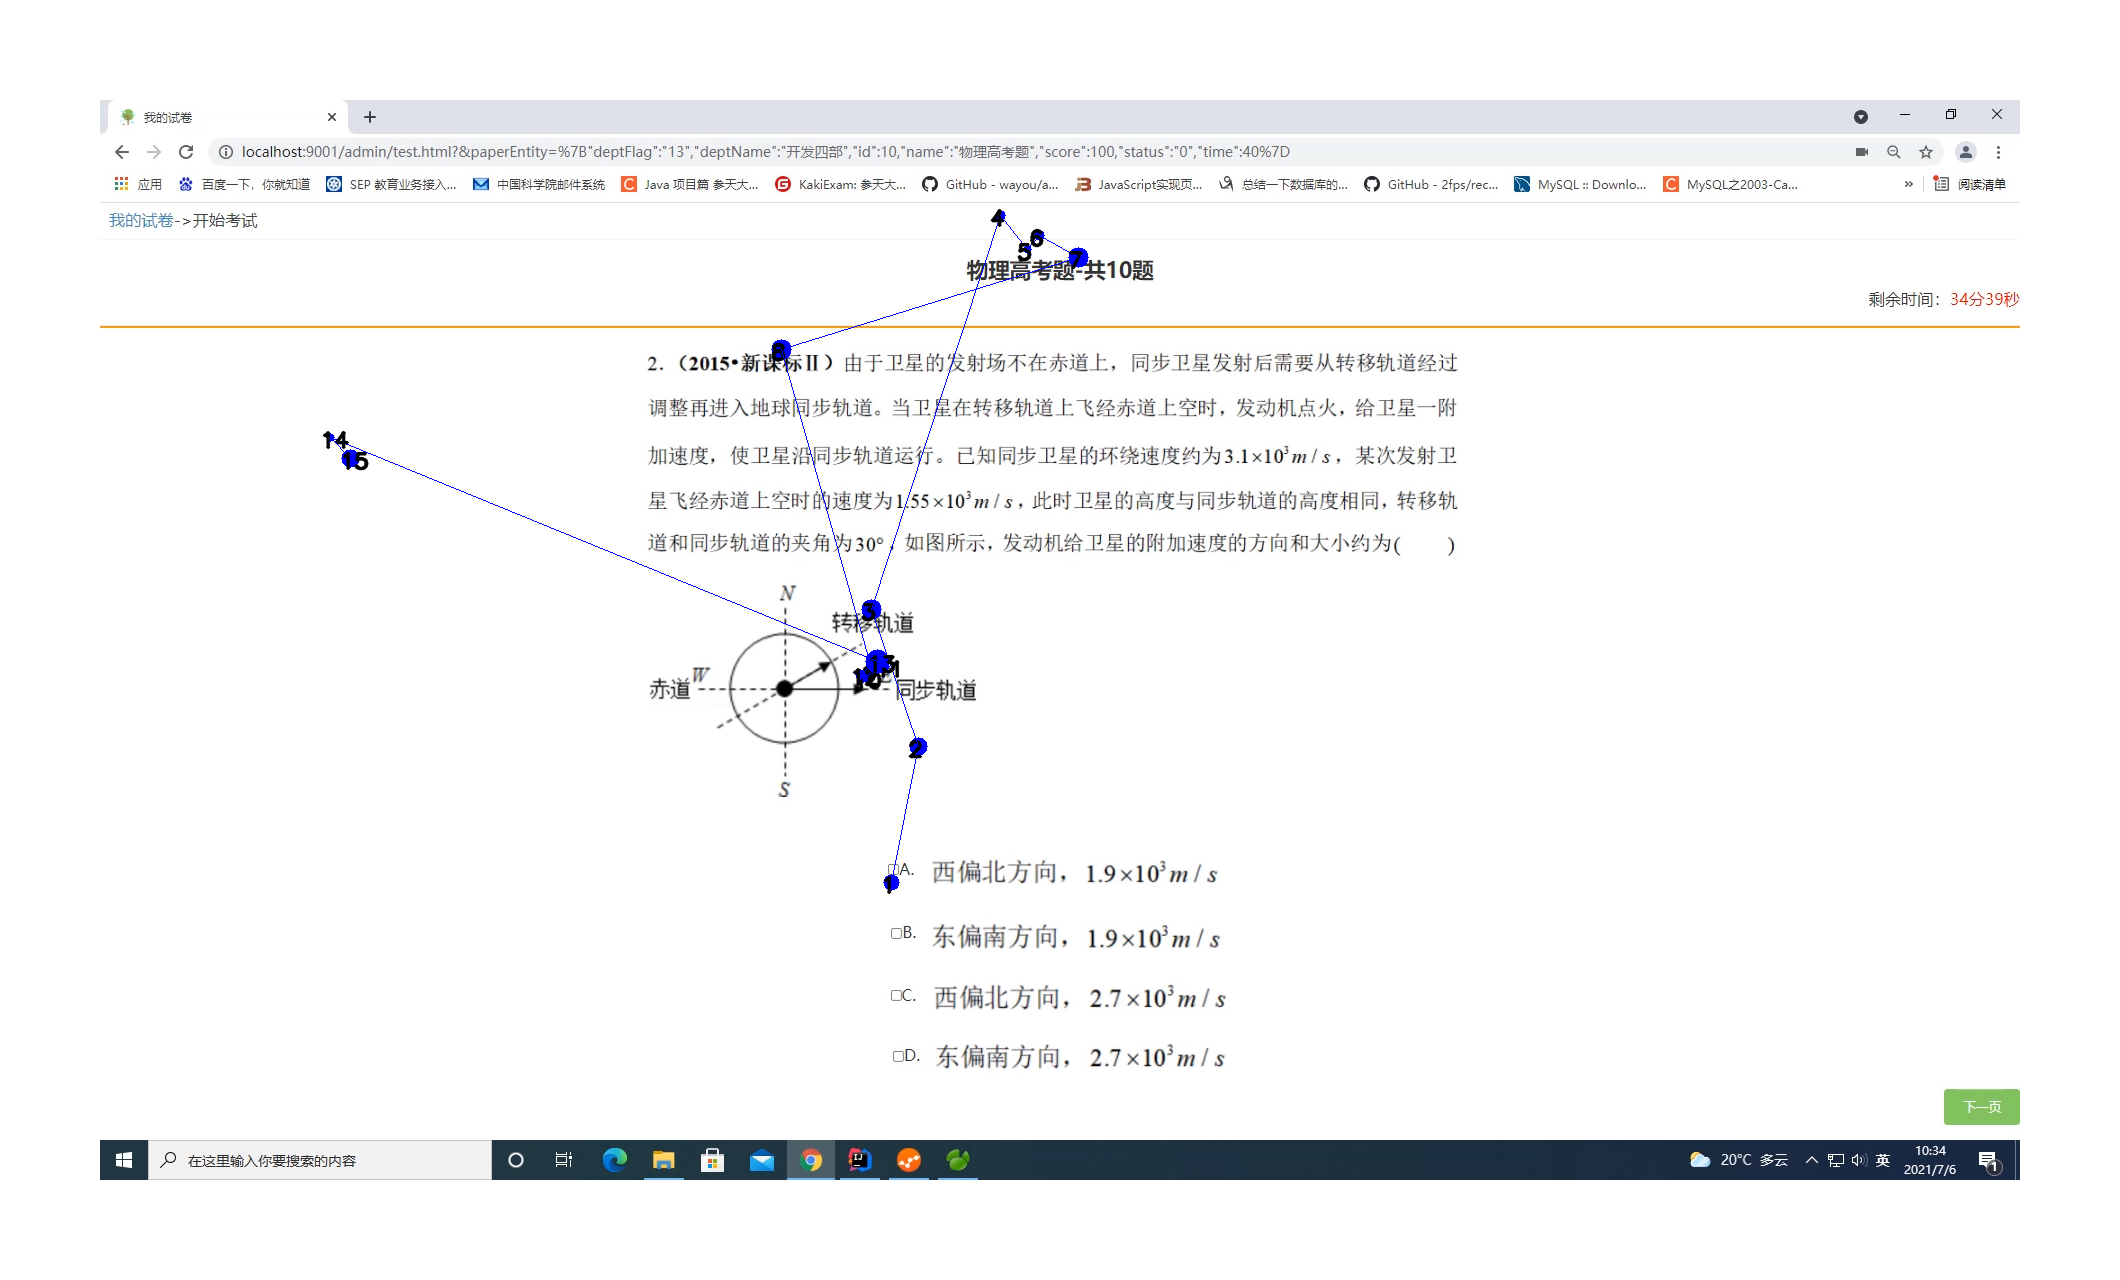 我的试卷
localhost:9001/admin/test.html?&paperEntity=%7B"deptFlag":"13","deptName":"开发四部","id":10,"name":"物理高考题","score":100,"status":"0","time":40%7D
应用 百度一下，你就知道 SEP 教育业务接入... 中国科学院邮件系统 Java 项目篇 参天大... KakiExam: 参天大... GitHub - wayou/a... JavaScript实现页... 总结一下数据库的... GitHub - 2fps/rec... MySQL :: Downlo... MySQL之2003-Ca... » 阅读清单
我的试卷->开始考试
4
6
5
7
物理高考题-共10题
剩余时间：34分39秒
2.（2015•新课标Ⅱ）由于卫星的发射场不在赤道上，同步卫星发射后需要从转移轨道经过
调整再进入地球同步轨道。当卫星在转移轨道上飞经赤道上空时，发动机点火，给卫星一附
14
15
加速度，使卫星沿同步轨道运行。已知同步卫星的环绕速度约为3.1×10³m/s，某次发射卫
星飞经赤道上空时的速度为1.55×10³m/s，此时卫星的高度与同步轨道的高度相同，转移轨
道和同步轨道的夹角为30°，如图所示，发动机给卫星的附加速度的方向和大小约为( )
N
3
转移轨道
赤道 W 同步轨道
2
S
1
A. 西偏北方向，1.9×10³m/s
B. 东偏南方向，1.9×10³m/s
C. 西偏北方向，2.7×10³m/s
D. 东偏南方向，2.7×10³m/s
下一页
在这里输入你要搜索的内容
20°C 多云 英 10:34
2021/7/6 1